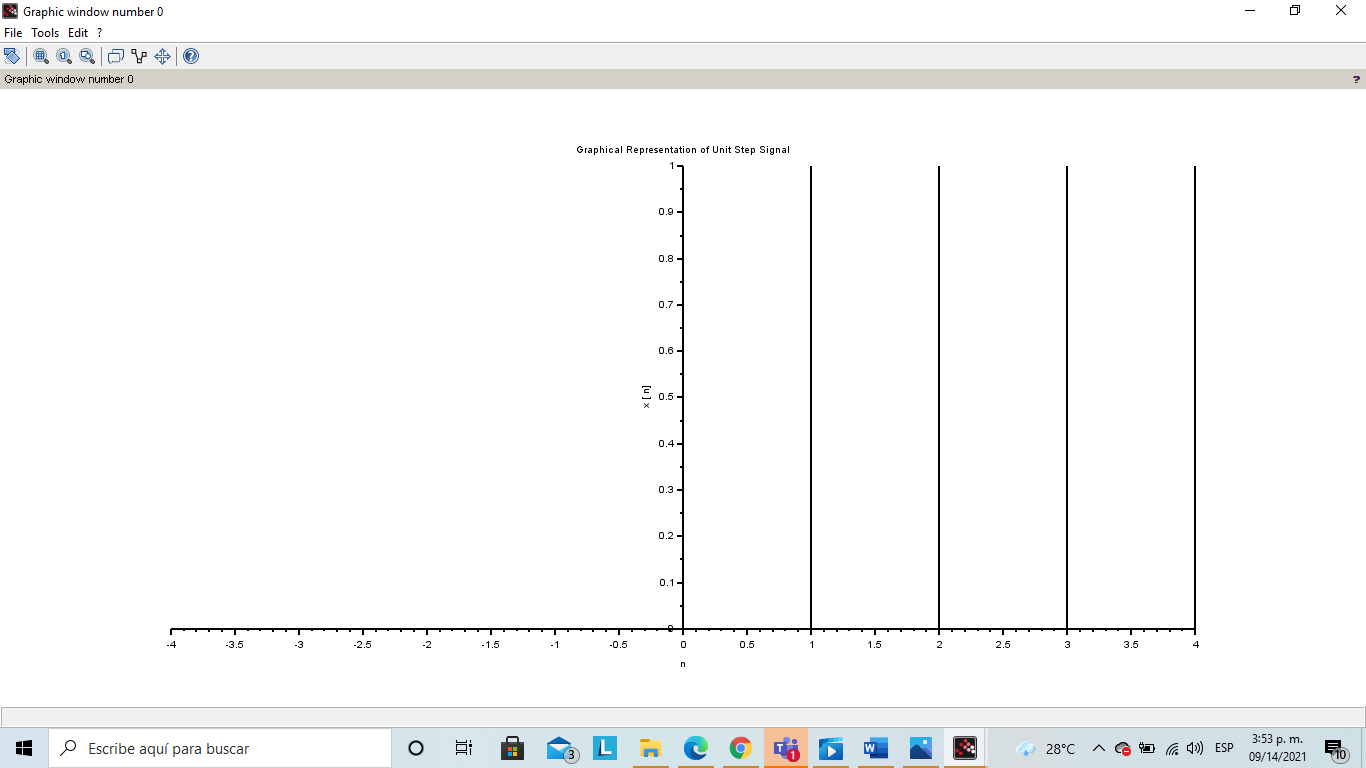 Graphic window number 0
File Tools Edit ?
Graphic window number 0 ?
Graphical Representation of Unit Step Signal
1
0.9
0.8
0.7
0.6
x [ n]
0.5
0.4
0.3
0.2
0.1
0
-4 -3.5 -3 -2.5 -2 -1.5 -1 -0.5 0 0.5 1 1.5 2 2.5 3 3.5 4
n
Escribe aquí para buscar
3
L
1
W
28°C
ESP
3:53 p. m.
09/14/2021
10